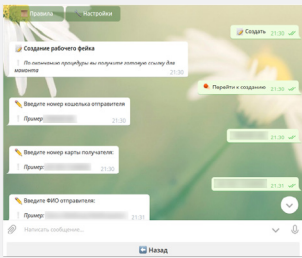 Правила
Настройки
Создать
21:30
Создание рабочего фейка
По окончанию процедуры вы получите готовую ссылку для
мамонта
21:30
Перейти к созданию
21:30
Введите номер кошелька отправителя
Пример:
21:30
21:30
Введите номер карты получателя:
Пример:
21:30
21:31
Введите ФИО отправителя:
Пример:
21:31
Написать сообщение...
Назад